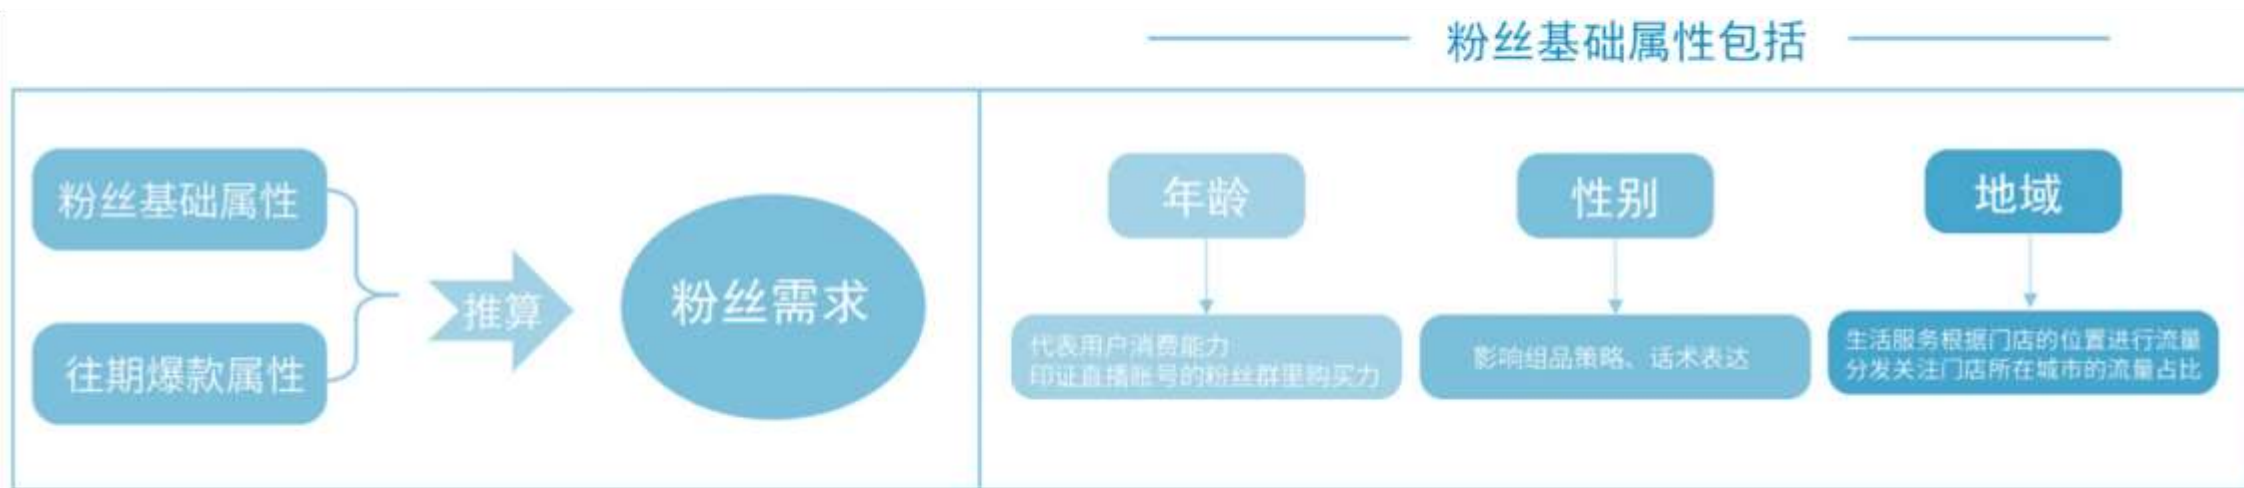 粉丝基础属性包括
粉丝基础属性
往期爆款属性
推算
粉丝需求
年龄
代表用户消费能力
印证直播账号的粉丝群里购买力
性别
影响组品策略、话术表达
地域
生活服务根据门店的位置进行流量
分发关注门店所在城市的流量占比